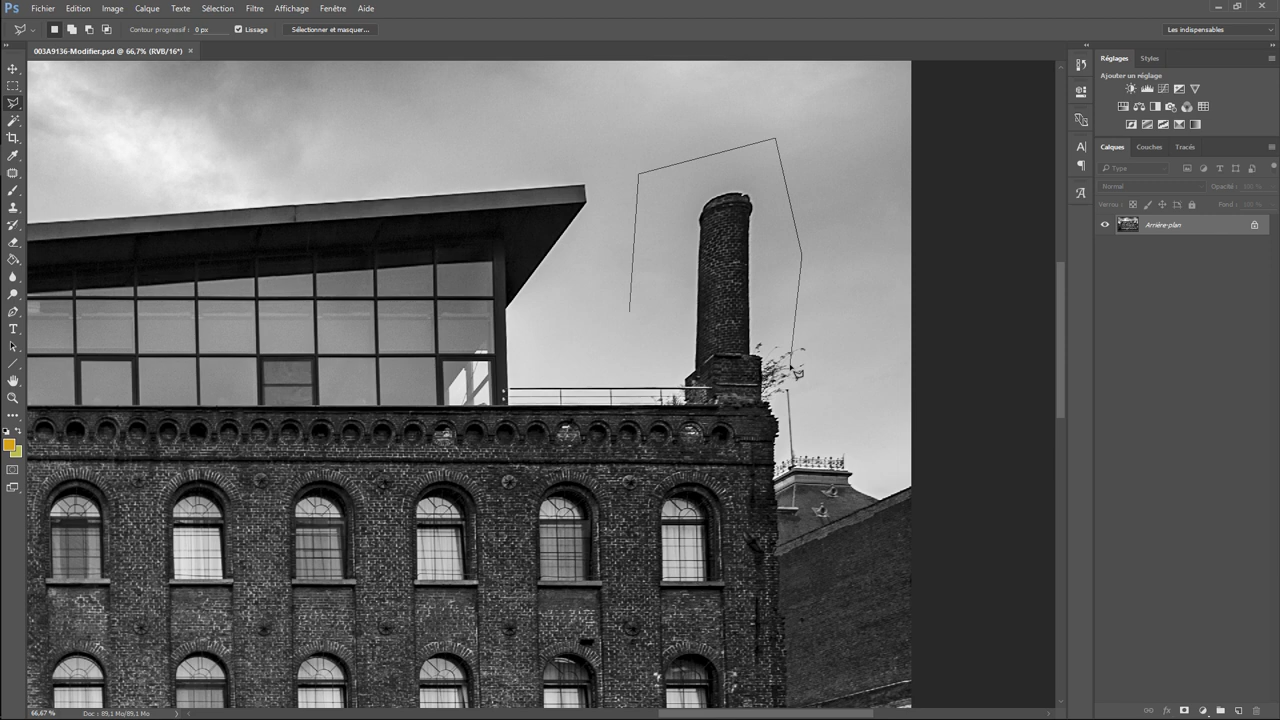 Ps Fichier Edition Image Calque Texte Sélection Filtre Affichage Fenêtre Aide
Contour progressif : 0 px Lissage Sélectionner et masquer... Les indispensables
003A9136-Modifier.psd @ 66,7% (RVB/16*) ×
Réglages Styles
Ajouter un réglage
Calques Couches Tracés
Type
Normal Opacité : 100 %
Verrou : Fond : 100 %
Arrière-plan
66,67 % Doc : 89,1 Mo/89,1 Mo